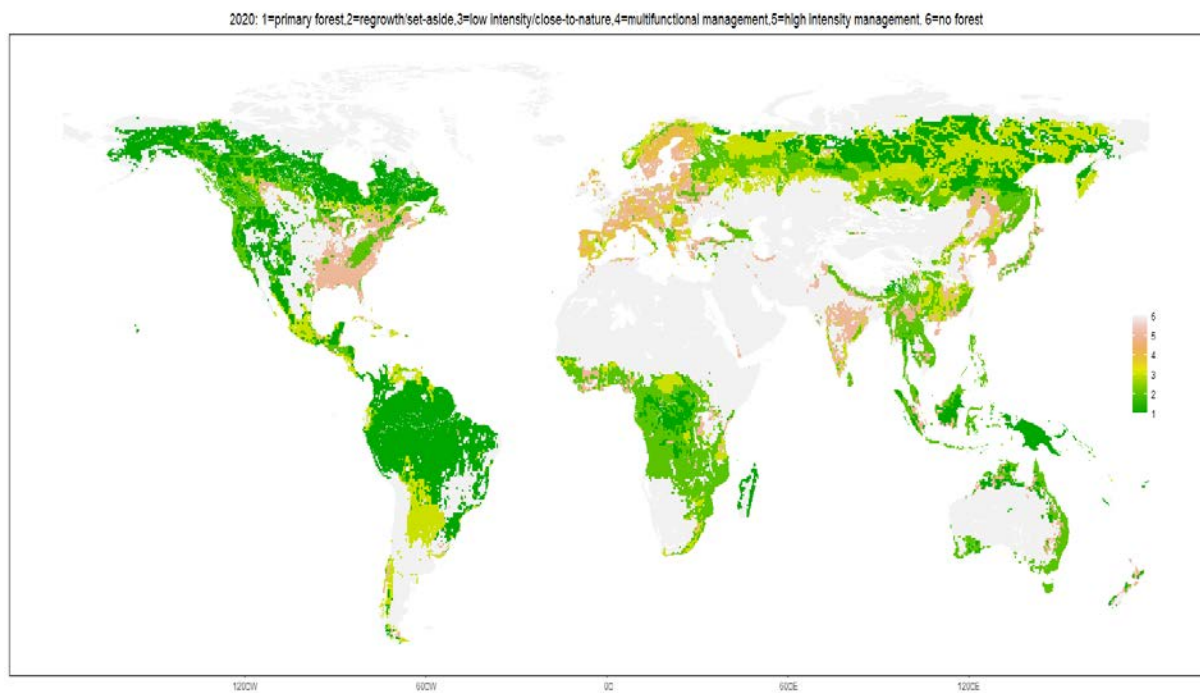 2020: 1=primary forest,2=regrowth/set-aside,3=low intensity/close-to-nature,4=multifunctional management,5=high intensity management, 6=no forest
6
5
4
3
2
1
120OW
60OW
0O
60OE
120OE